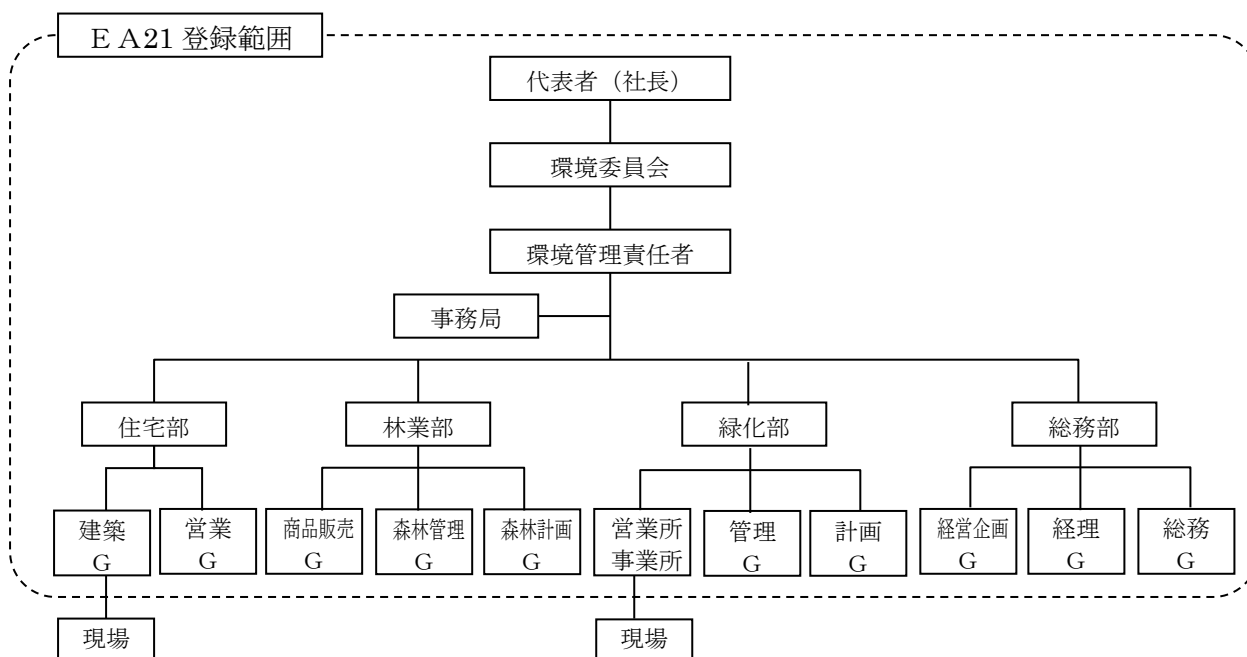 ＥＡ21 登録範囲
代表者（社長）
環境委員会
環境管理責任者
事務局
住宅部
林業部
緑化部
総務部
建築
G
営業
G
商品販売
G
森林管理
G
森林計画
G
営業所
事業所
管理
G
計画
G
経営企画
G
経理
G
総務
G
現場
現場